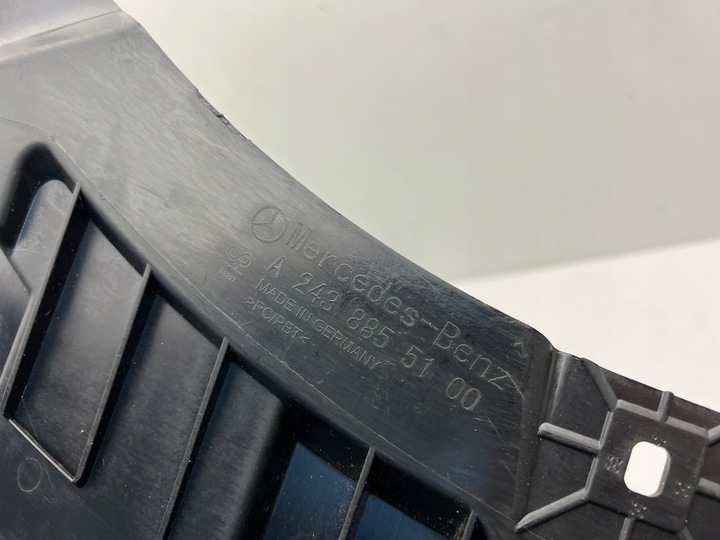 Mercedes-Benz
A 243 885 51 00
MADE IN GERMANY
>PC/PBT<